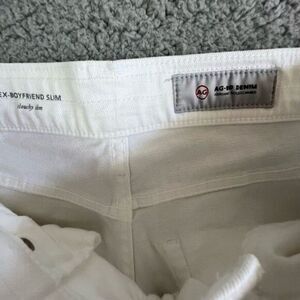 EX-BOYFRIEND SLIM
slouchy slim
AG
AG-ED DENIM